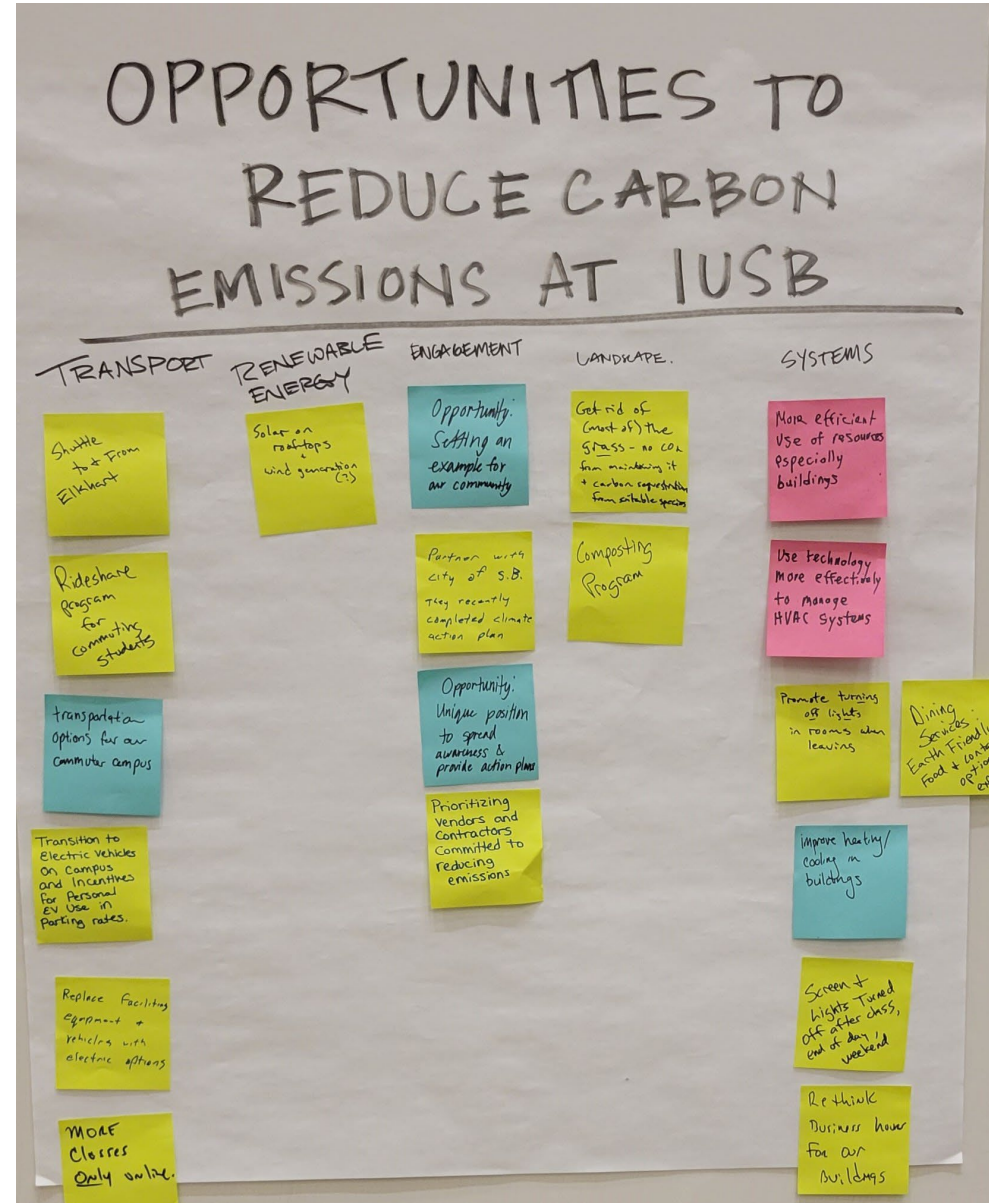 OPPORTUNITIES TO
REDUCE CARBON
EMISSIONS AT IUSB
TRANSPORT
Shuttle
to & From
Elkhart
Rideshare
program
for
commuting
students
transportation
options for our
commuter campus
Transition to
Electric Vehicles
On Campus
and Incentives
for Personal
EV Use in
Parking rates.
Replace Facilities
equipment +
vehicles with
electric options
MORE
Classes
Only online.
RENEWABLE
ENERGY
Solar on
rooftops
+
wind generation
(?)
ENGAGEMENT
Opportunity:
Setting an
example for
our community
Partner with
City of S.B.
They recently
completed climate
action plan
Opportunity:
Unique position
to spread
awareness &
provide action plans
Prioritizing
Vendors and
Contractors
Committed to
reducing
emissions
LANDSCAPE.
Get rid of
(most of) the
grass - no CO2
from maintaining it
+ carbon sequestration
from suitable species
Composting
Program
SYSTEMS
More efficient
use of resources
especially
buildings
Use technology
More effectively
to manage
HVAC Systems
Promote turning
off lights
in rooms when
leaving
Dining
Services:
Earth Friendly
Food +
improve heating/
cooling in
buildings
Screen +
Lights Turned
off after class,
end of day,
weekend
Rethink
Business hours
For our
Buildings